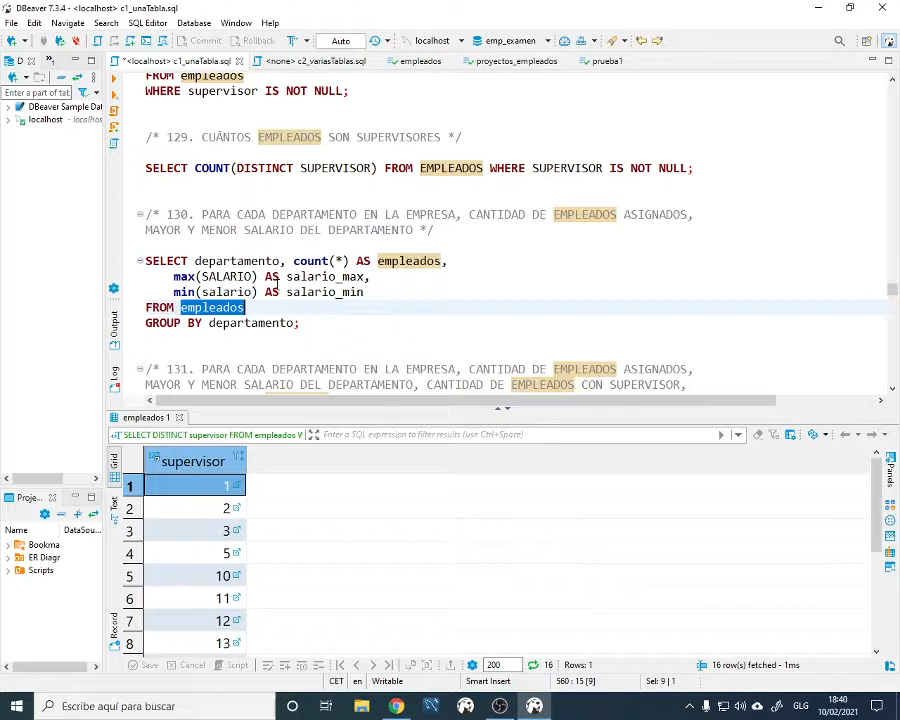 DBeaver 7.3.4 - <localhost> c1_unaTabla.sql
File Edit Navigate Search SQL Editor Database Window Help
Commit Rollback Auto localhost emp_examen
D *<localhost> c1_unaTabla.sql <none> c2_variasTablas.sql empleados proyectos_empleados prueba1
Enter a part of tab
DBeaver Sample Dat
localhost
FROM empleados
WHERE supervisor IS NOT NULL;
/* 129. CUÁNTOS EMPLEADOS SON SUPERVISORES */
SELECT COUNT(DISTINCT SUPERVISOR) FROM EMPLEADOS WHERE SUPERVISOR IS NOT NULL;
/* 130. PARA CADA DEPARTAMENTO EN LA EMPRESA, CANTIDAD DE EMPLEADOS ASIGNADOS,
MAYOR Y MENOR SALARIO DEL DEPARTAMENTO */
SELECT departamento, count(*) AS empleados,
max(SALARIO) AS salario_max,
min(salario) AS salario_min
FROM empleados
GROUP BY departamento;
/* 131. PARA CADA DEPARTAMENTO EN LA EMPRESA, CANTIDAD DE EMPLEADOS ASIGNADOS,
MAYOR Y MENOR SALARIO DEL DEPARTAMENTO, CANTIDAD DE EMPLEADOS CON SUPERVISOR,
Output
Log
empleados 1
SELECT DISTINCT supervisor FROM empleados W Enter a SQL expression to filter results (use Ctrl+Space)
Grid
Text
Record
Panels
supervisor
1 1
2 2
3 3
4 5
5 10
6 11
7 12
8 13
Proje...
Name DataSou
Bookma
ER Diagr
Scripts
Save Cancel Script 200 16 Rows: 1 16 row(s) fetched - 1ms
CET en Writable Smart Insert 560 : 15 [9] Sel: 9 | 1
Escribe aquí para buscar GLG 18:40
10/02/2021